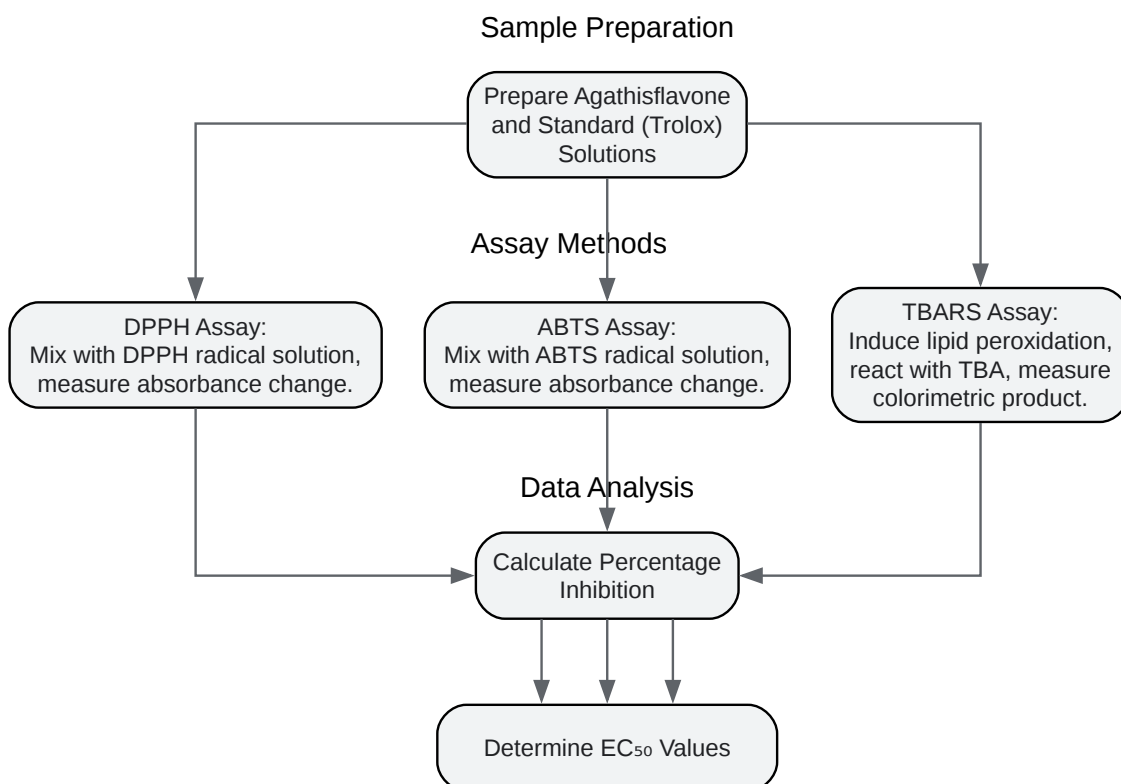 Sample Preparation
Prepare Agathisflavone
and Standard (Trolox)
Solutions
Assay Methods
DPPH Assay:
Mix with DPPH radical solution,
measure absorbance change.
ABTS Assay:
Mix with ABTS radical solution,
measure absorbance change.
TBARS Assay:
Induce lipid peroxidation,
react with TBA, measure
colorimetric product.
Data Analysis
Calculate Percentage
Inhibition
Determine EC₅₀ Values